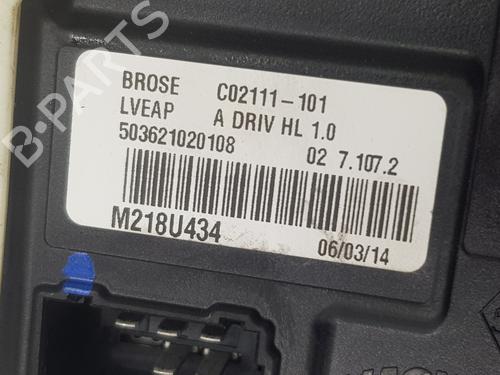 B-PARTS
BROSE C02111-101
LVEAP A DRIV HL 1.0
503621020108 02 7.107.2
M218U434 06/03/14